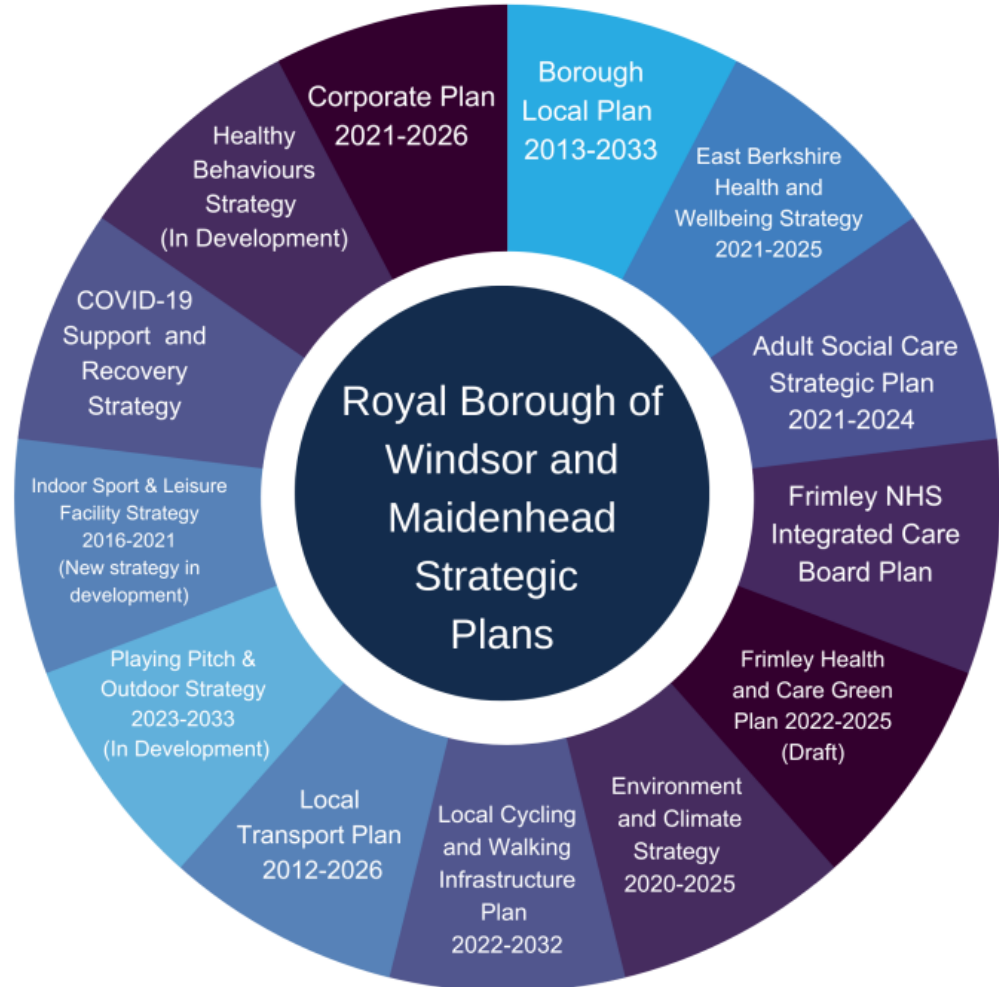 Corporate Plan
2021-2026
Borough
Local Plan
2013-2033
East Berkshire
Health and
Wellbeing Strategy
2021-2025
Adult Social Care
Strategic Plan
2021-2024
Frimley NHS
Integrated Care
Board Plan
Frimley Health
and Care Green
Plan 2022-2025
(Draft)
Environment
and Climate
Strategy
2020-2025
Local Cycling
and Walking
Infrastructure
Plan
2022-2032
Local
Transport Plan
2012-2026
Playing Pitch &
Outdoor Strategy
2023-2033
(In Development)
Indoor Sport & Leisure
Facility Strategy
2016-2021
(New strategy in
development)
COVID-19
Support and
Recovery
Strategy
Healthy
Behaviours
Strategy
(In Development)
Royal Borough of
Windsor and
Maidenhead
Strategic
Plans